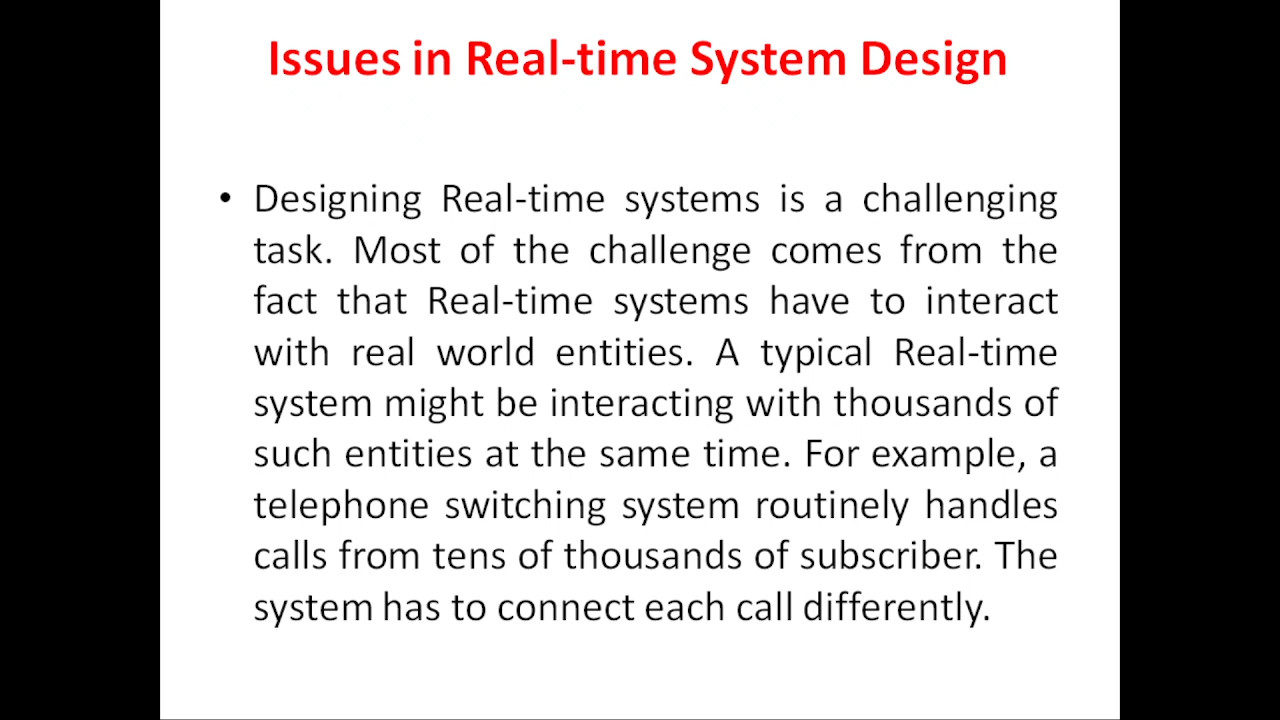 Issues in Real-time System Design
• Designing Real-time systems is a challenging
task. Most of the challenge comes from the
fact that Real-time systems have to interact
with real world entities. A typical Real-time
system might be interacting with thousands of
such entities at the same time. For example, a
telephone switching system routinely handles
calls from tens of thousands of subscriber. The
system has to connect each call differently.